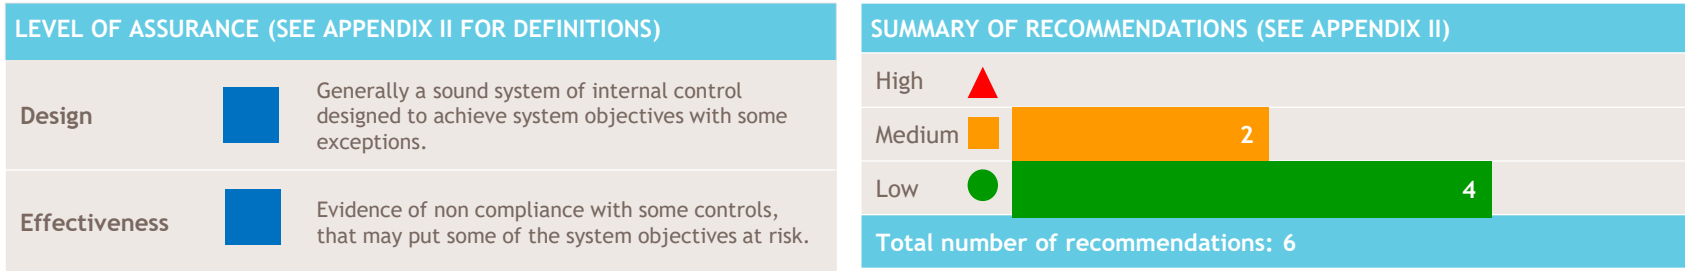 LEVEL OF ASSURANCE (SEE APPENDIX II FOR DEFINITIONS)
Design
Generally a sound system of internal control
designed to achieve system objectives with some
exceptions.
Effectiveness
Evidence of non compliance with some controls,
that may put some of the system objectives at risk.
SUMMARY OF RECOMMENDATIONS (SEE APPENDIX II)
High
Medium 2
Low 4
Total number of recommendations: 6